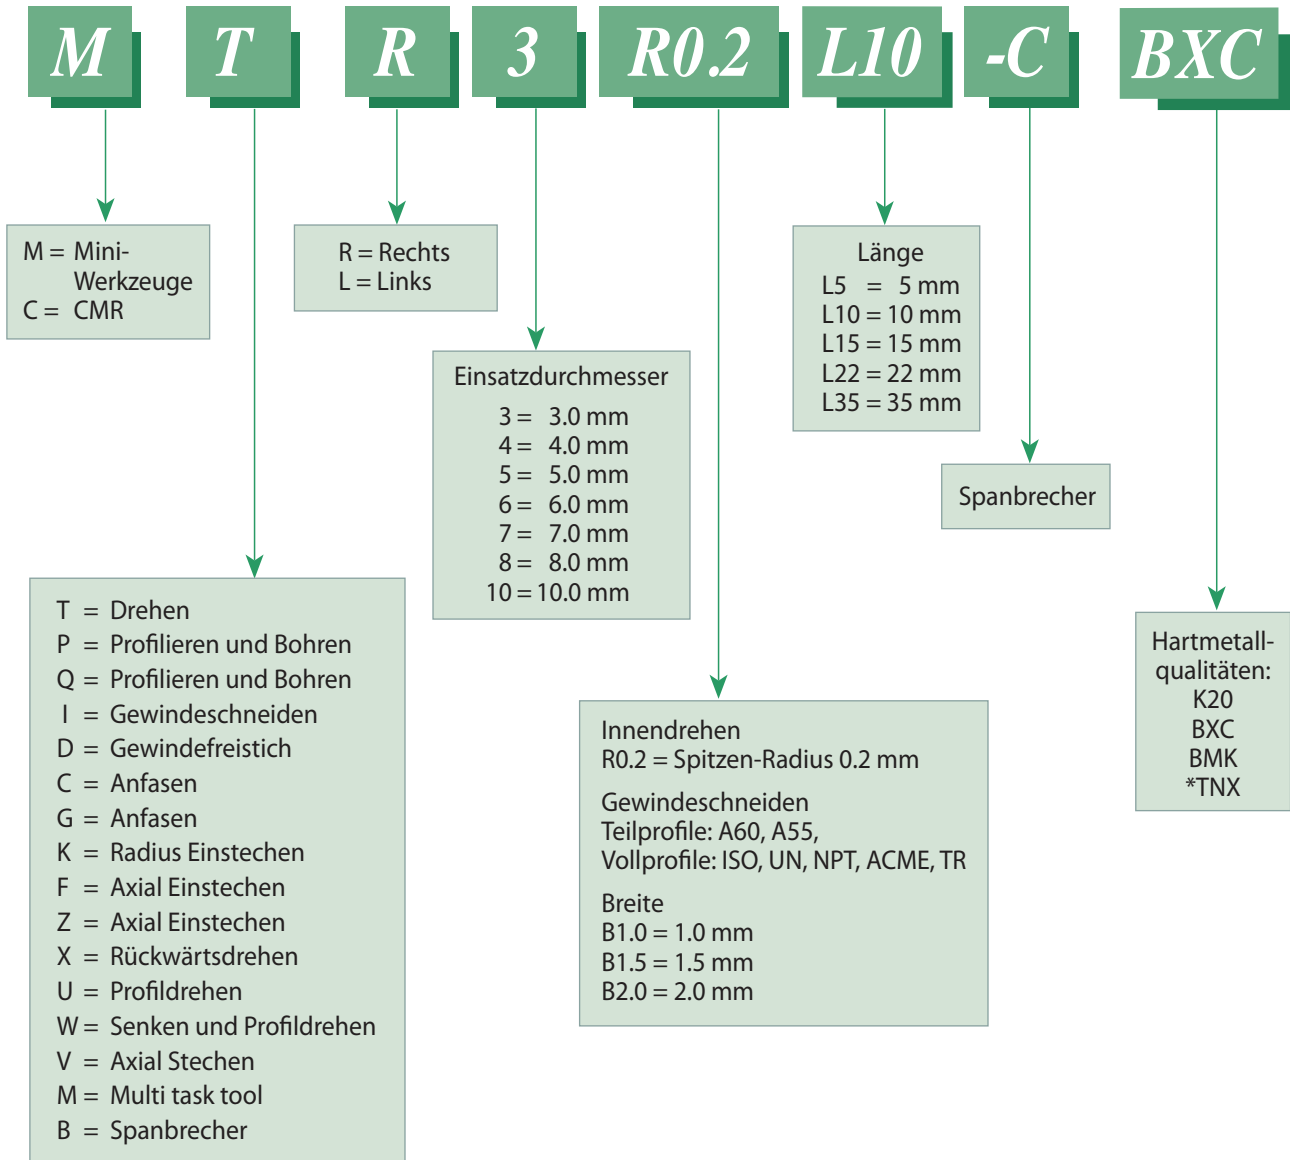 M T R 3 R0.2 L10 -C BXC
M = Mini-
Werkzeuge
C = CMR
R = Rechts
L = Links
Länge
L5 = 5 mm
L10 = 10 mm
L15 = 15 mm
L22 = 22 mm
L35 = 35 mm
Einsatzdurchmesser
3 = 3.0 mm
4 = 4.0 mm
5 = 5.0 mm
6 = 6.0 mm
7 = 7.0 mm
8 = 8.0 mm
10 = 10.0 mm
Spanbrecher
T = Drehen
P = Profilieren und Bohren
Q = Profilieren und Bohren
I = Gewindeschneiden
D = Gewindefreistich
C = Anfasen
G = Anfasen
K = Radius Einstechen
F = Axial Einstechen
Z = Axial Einstechen
X = Rückwärtsdrehen
U = Profildrehen
W = Senken und Profildrehen
V = Axial Stechen
M = Multi task tool
B = Spanbrecher
Innendrehen
R0.2 = Spitzen-Radius 0.2 mm
Gewindeschneiden
Teilprofile: A60, A55,
Vollprofile: ISO, UN, NPT, ACME, TR
Breite
B1.0 = 1.0 mm
B1.5 = 1.5 mm
B2.0 = 2.0 mm
Hartmetall-
qualitäten:
K20
BXC
BMK
*TNX